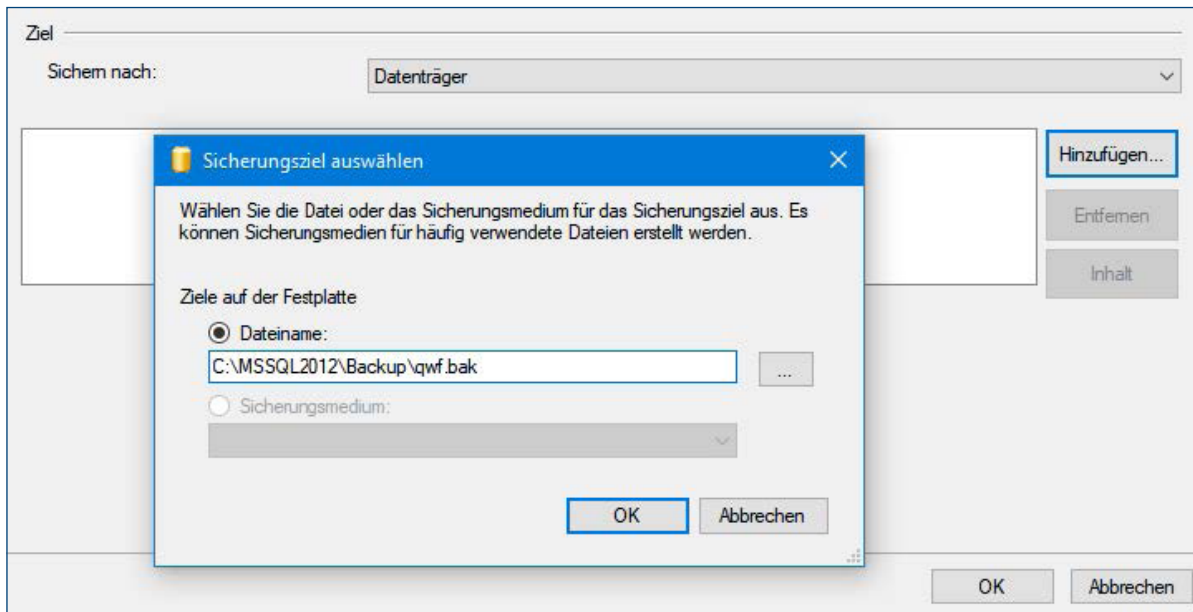 Ziel
Sichern nach:
Datenträger
Hinzufügen...
Entfernen
Inhalt
Sicherungsziel auswählen
Wählen Sie die Datei oder das Sicherungsmedium für das Sicherungsziel aus. Es
können Sicherungsmedien für häufig verwendete Dateien erstellt werden.
Ziele auf der Festplatte
Dateiname:
C:\MSSQL2012\Backup\qwf.bak
...
Sicherungsmedium:
OK
Abbrechen
OK
Abbrechen